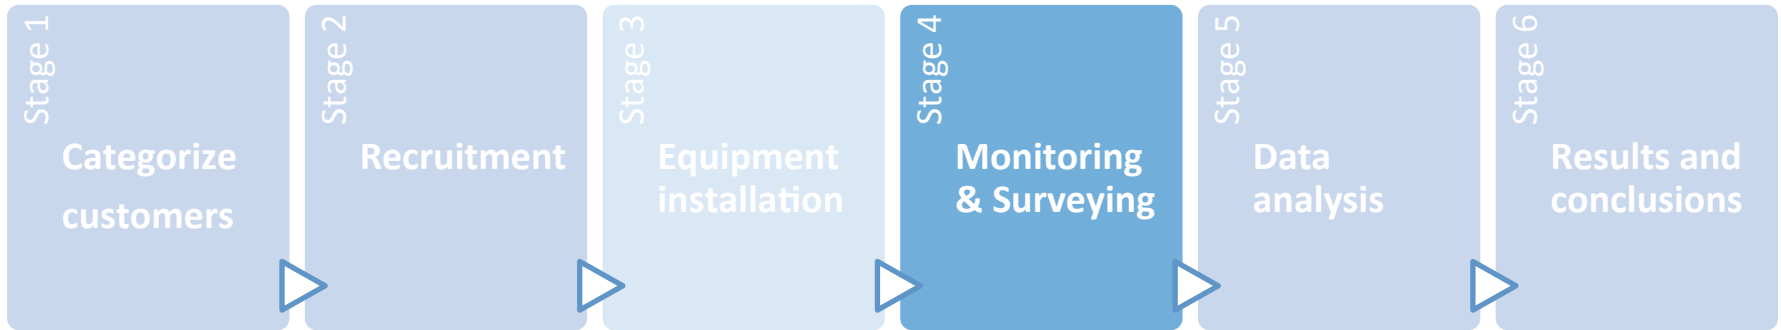 Stage 1
Categorize
customers
Stage 2
Recruitment
Stage 3
Equipment
installation
Stage 4
Monitoring
& Surveying
Stage 5
Data
analysis
Stage 6
Results and
conclusions